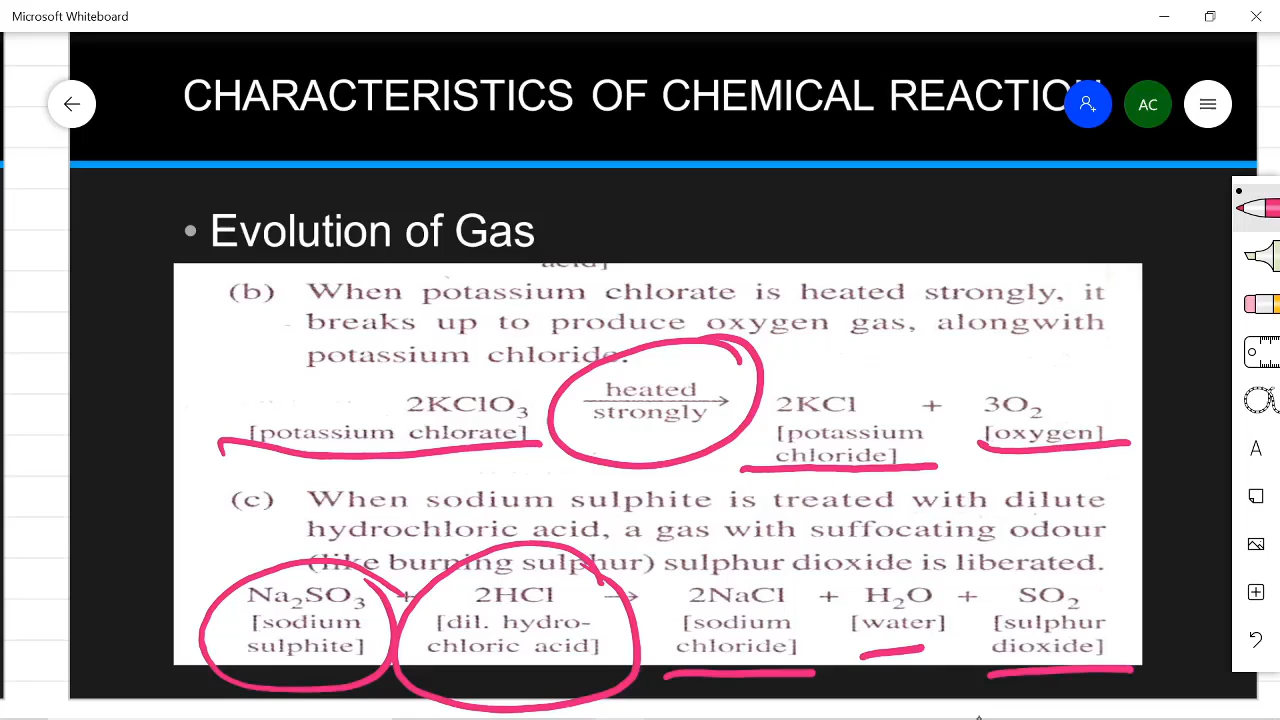 Microsoft Whiteboard
CHARACTERISTICS OF CHEMICAL REACTION
AC
• Evolution of Gas
acid]
(b) When potassium chlorate is heated strongly, it
breaks up to produce oxygen gas, alongwith
potassium chloride.
2KClO₃ heated strongly → 2KCl + 3O₂
[potassium chlorate] [potassium chloride] [oxygen]
(c) When sodium sulphite is treated with dilute
hydrochloric acid, a gas with suffocating odour
(like burning sulphur) sulphur dioxide is liberated.
Na₂SO₃ + 2HCl → 2NaCl + H₂O + SO₂
[sodium [dil. hydro- [sodium [water] [sulphur
sulphite] chloric acid] chloride] dioxide]
A